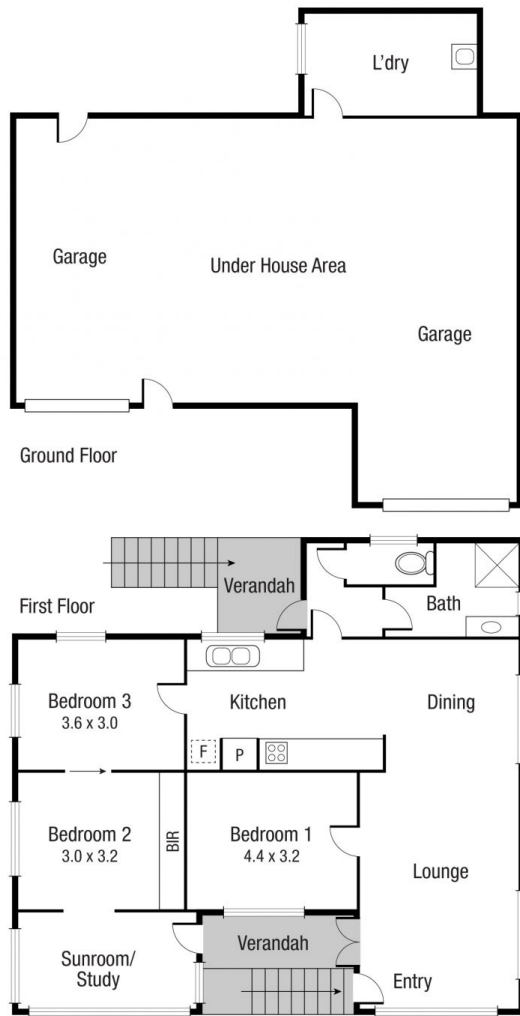 L'dry
Garage
Under House Area
Garage
Ground Floor
Verandah
First Floor
Bath
Bedroom 3
3.6 x 3.0
Kitchen
Dining
F
P
Bedroom 2
3.0 x 3.2
BIR
Bedroom 1
4.4 x 3.2
Lounge
Sunroom/
Study
Verandah
Entry